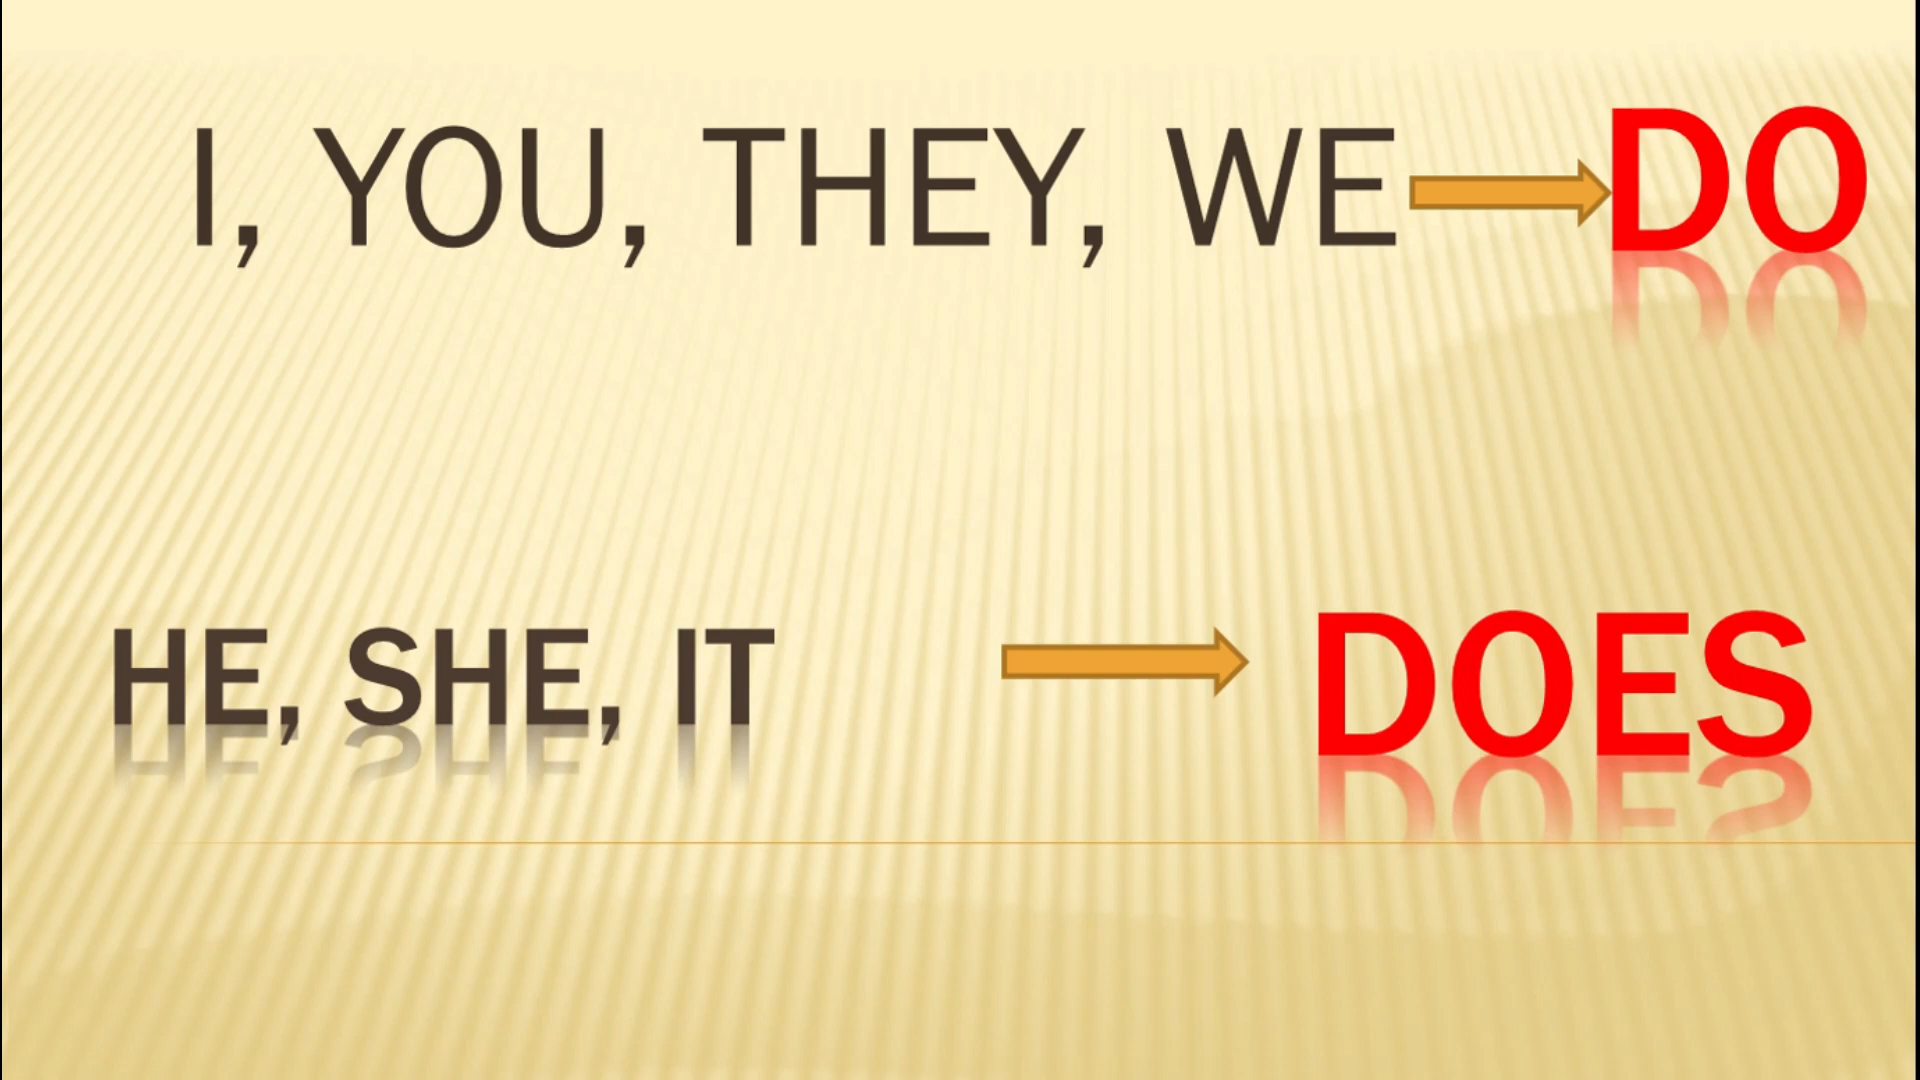 I, YOU, THEY, WE DO
HE, SHE, IT DOES